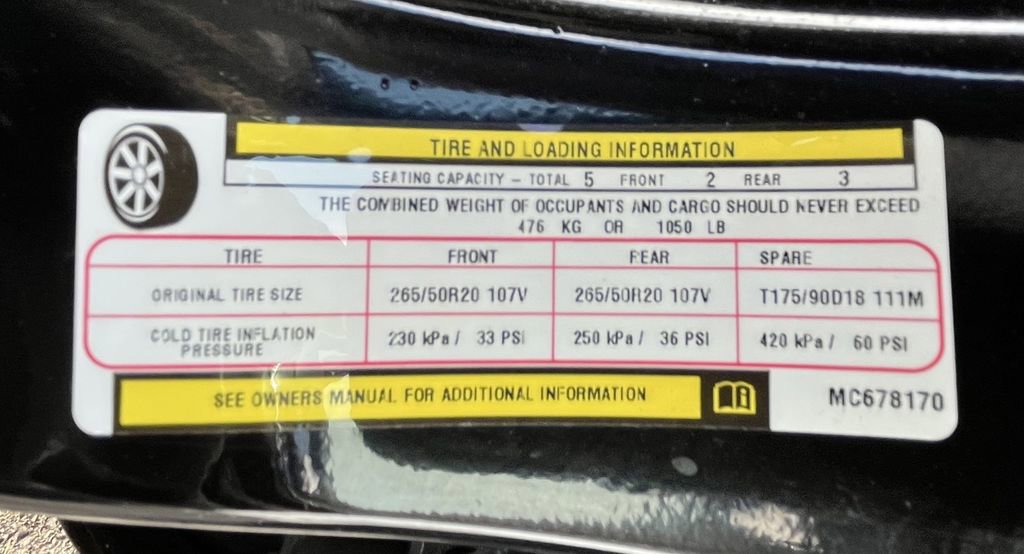 TIRE AND LOADING INFORMATION
SEATING CAPACITY – TOTAL 5 FRONT 2 REAR 3
THE COMBINED WEIGHT OF OCCUPANTS AND CARGO SHOULD NEVER EXCEED
476 KG OR 1050 LB
TIRE FRONT REAR SPARE
ORIGINAL TIRE SIZE 265/50R20 107V 265/50R20 107V T175/90D18 111M
COLD TIRE INFLATION
PRESSURE 230 kPa / 33 PSI 250 kPa / 36 PSI 420 kPa / 60 PSI
SEE OWNERS MANUAL FOR ADDITIONAL INFORMATION
MC678170